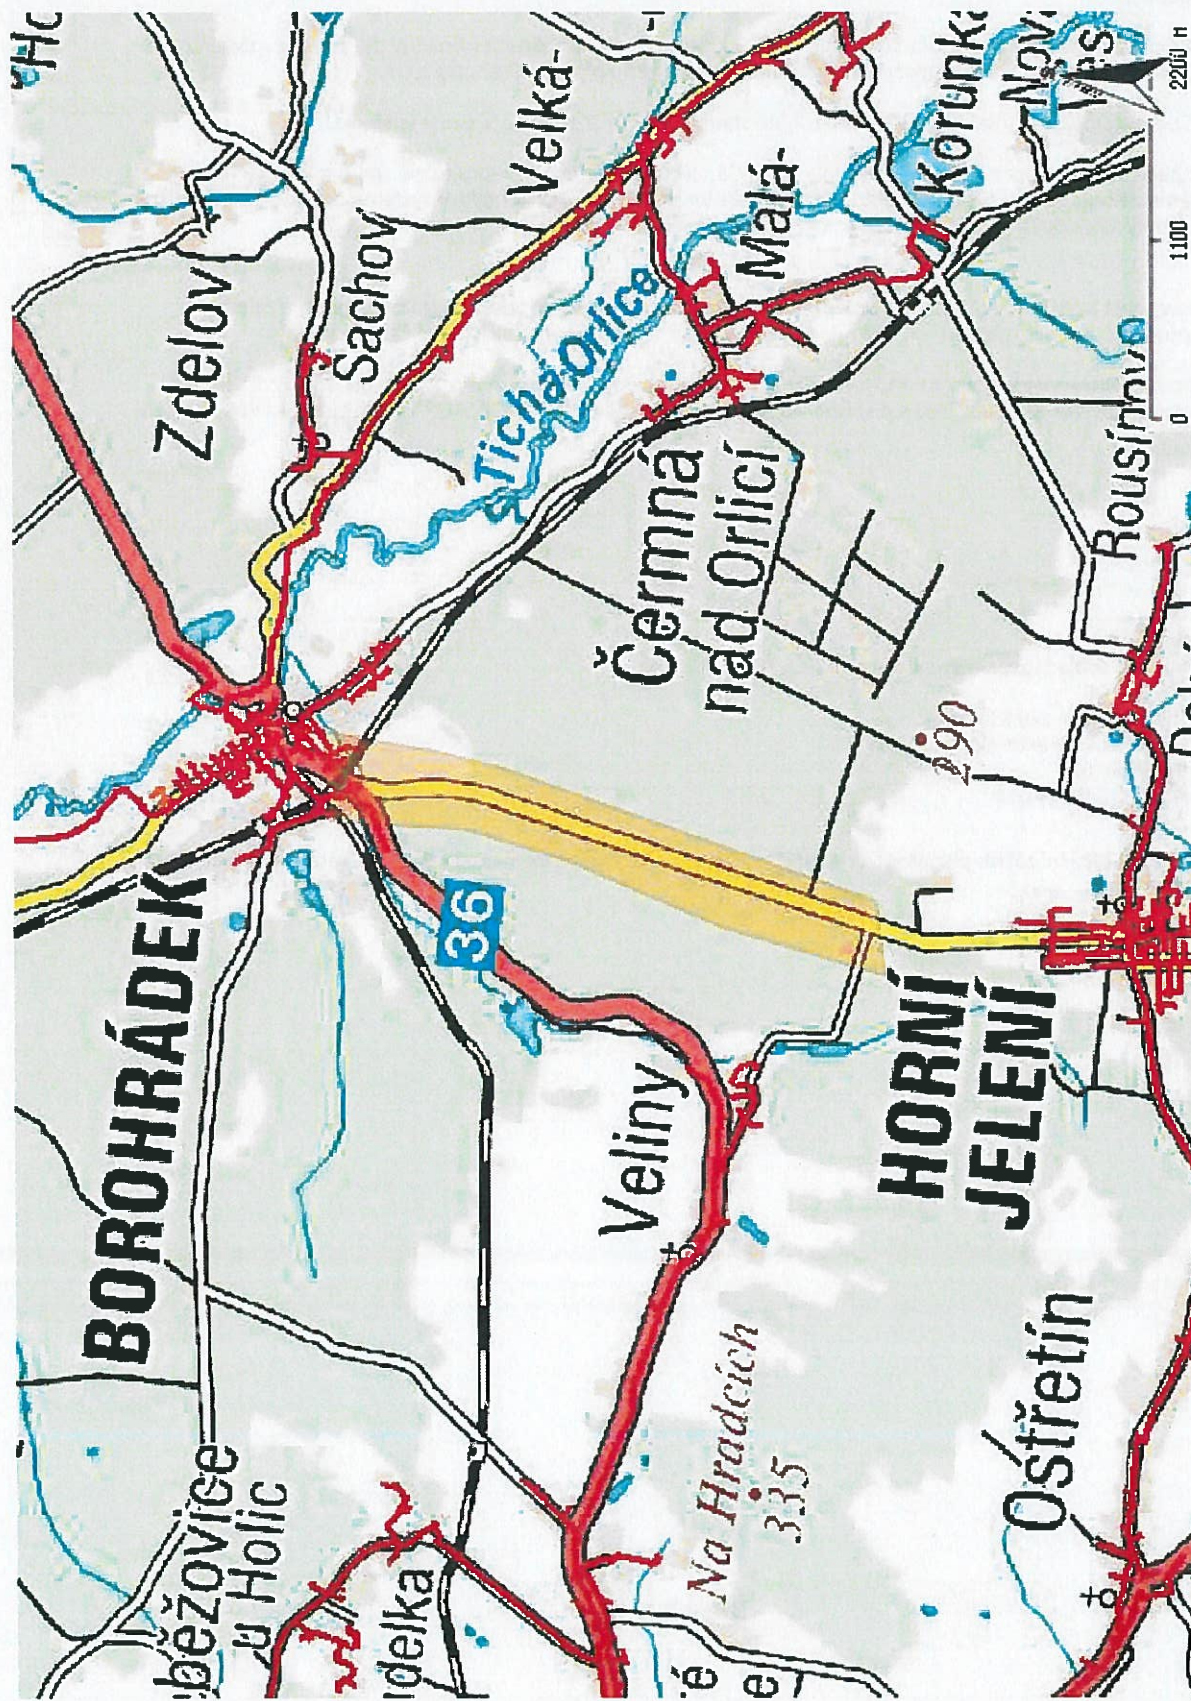 BOROHRÁDEK
Zdelov
Šachov
Velká-
Malá-
Korunka
Nová
Tichá Orlice
Čermná
nad Orlicí
36
Veliny
HORNÍ
JELENÍ
290
Rousínov
Na Hradcích
335
Ostřetín
u Holic
0
1100
2200 m